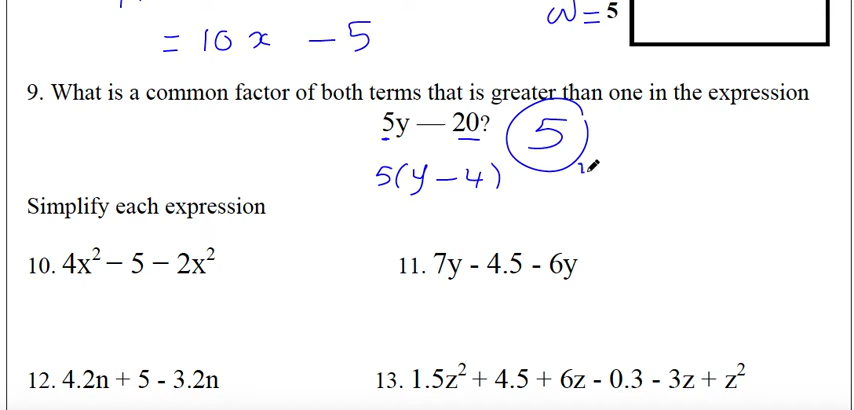 = 10x - 5
w = 5
9. What is a common factor of both terms that is greater than one in the expression
5y — 20?
5
5(y - 4)
Simplify each expression
10. 4x² – 5 – 2x²
11. 7y - 4.5 - 6y
12. 4.2n + 5 - 3.2n
13. 1.5z² + 4.5 + 6z - 0.3 - 3z + z²